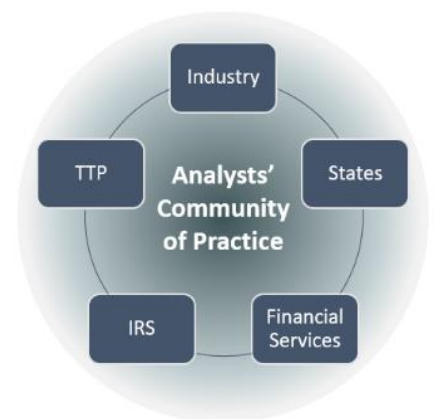 Industry
TTP
Analysts’
Community
of Practice
States
IRS
Financial
Services